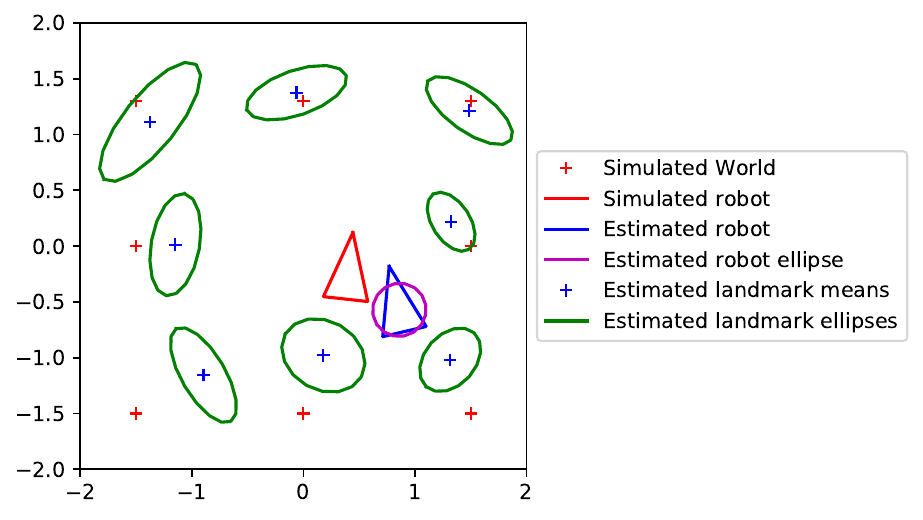 2.0
1.5
1.0
0.5
0.0
−0.5
−1.0
−1.5
−2.0
−2
−1
0
1
2
Simulated World
Simulated robot
Estimated robot
Estimated robot ellipse
Estimated landmark means
Estimated landmark ellipses